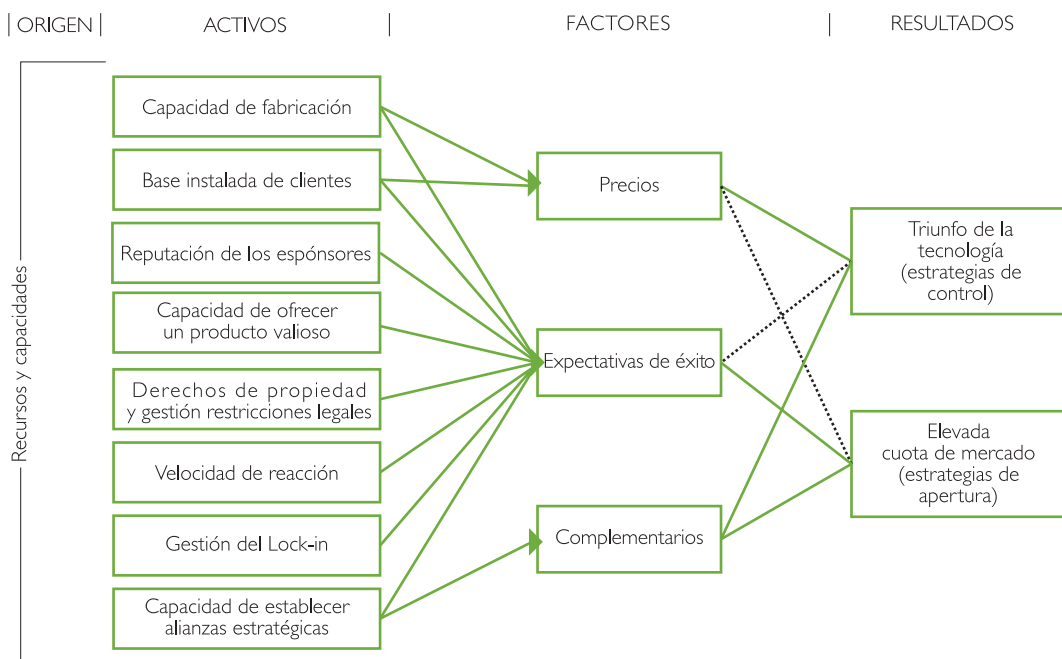 ORIGEN
ACTIVOS
FACTORES
RESULTADOS
Recursos y capacidades
Capacidad de fabricación
Base instalada de clientes
Reputación de los espónsores
Capacidad de ofrecer
un producto valioso
Derechos de propiedad
y gestión restricciones legales
Velocidad de reacción
Gestión del Lock-in
Capacidad de establecer
alianzas estratégicas
Precios
Expectativas de éxito
Complementarios
Triunfo de la
tecnología
(estrategias de
control)
Elevada
cuota de mercado
(estrategias de
apertura)